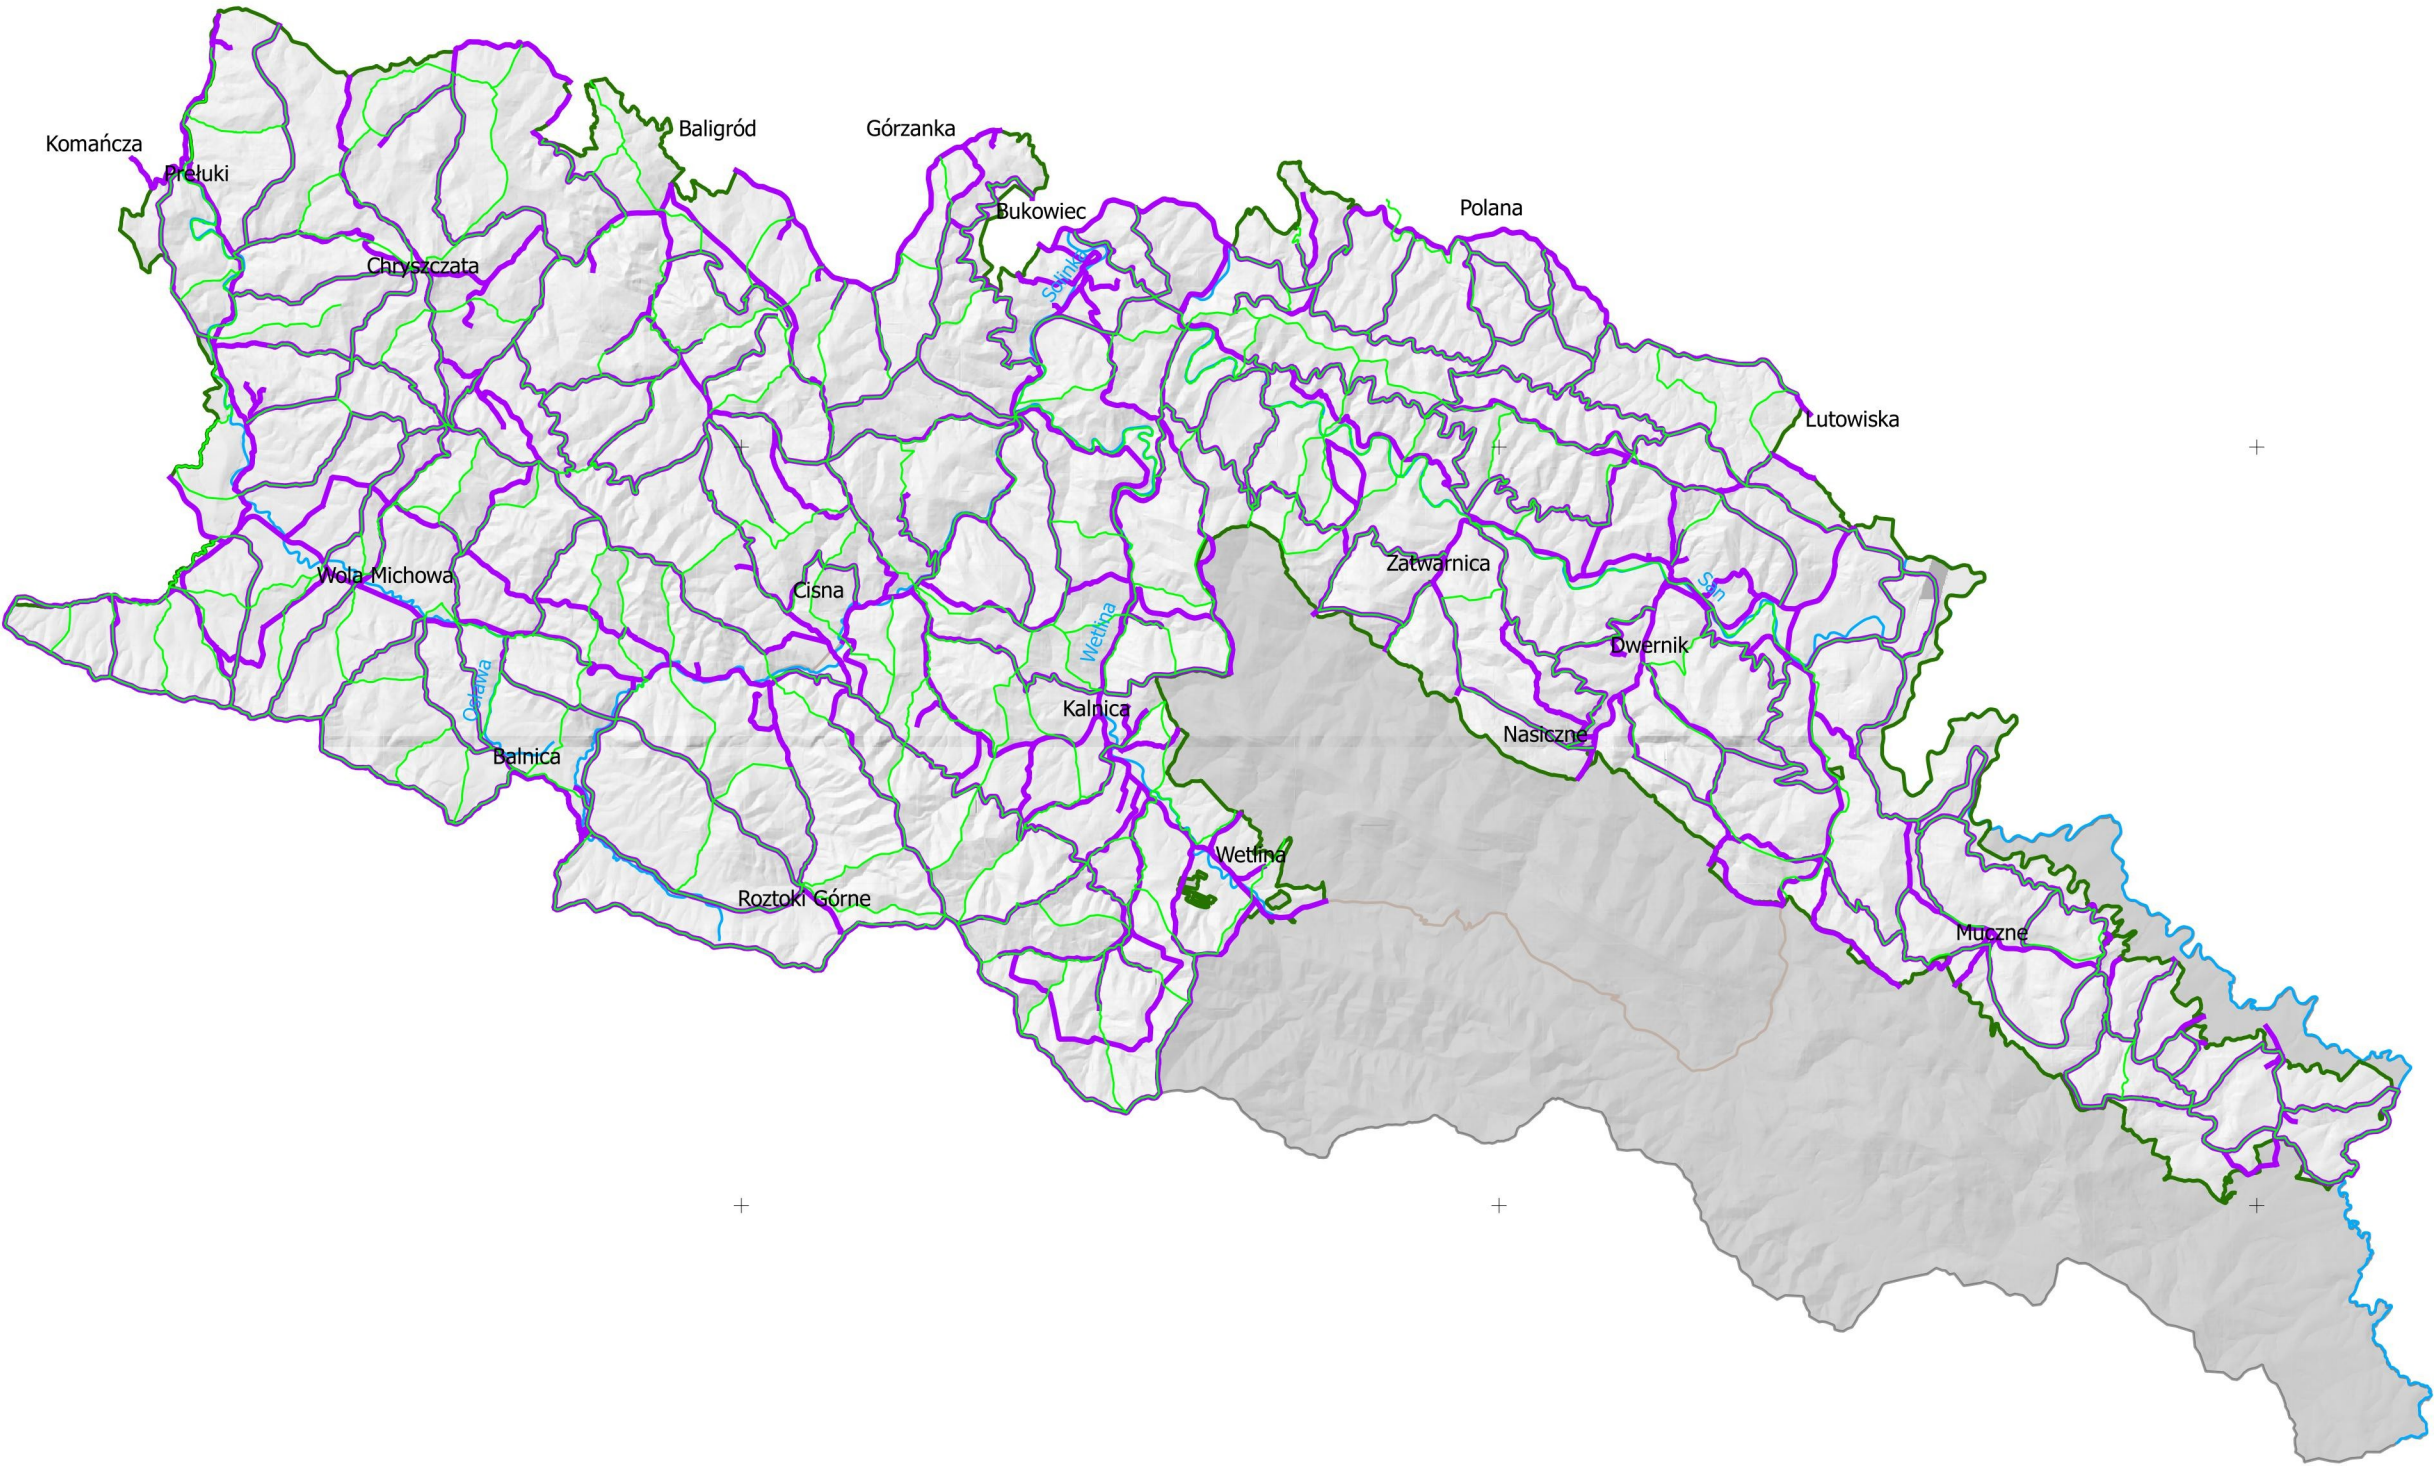 Komańcza
Prełuki
Baligród
Górzanka
Bukowiec
Polana
Solinka
Chryszczata
Lutowiska
Wola Michowa
Cisna
Zatwarnica
San
Wetlina
Dwernik
Osława
Kalnica
Nasiczne
Balnica
Wetlina
Roztoki Górne
Muczne